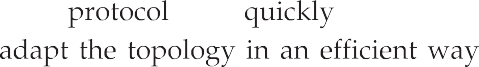 protocol quickly
adapt the topology in an efficient way